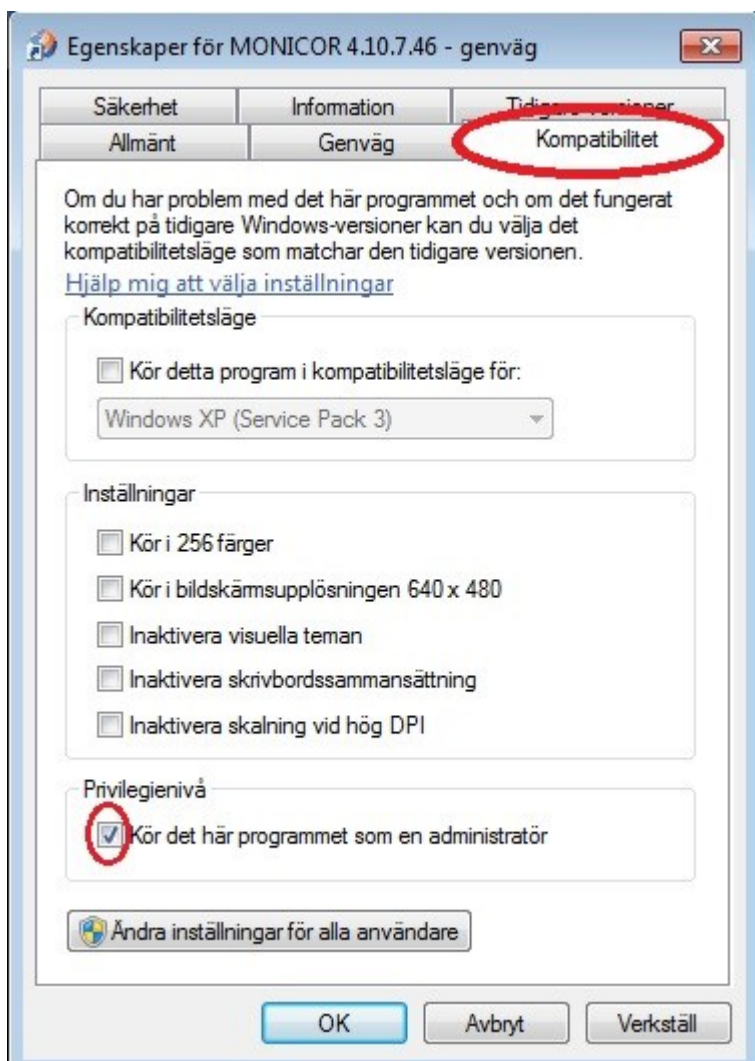 Egenskaper för MONICOR 4.10.7.46 - genväg
Säkerhet
Information
Tidigare versioner
Allmänt
Genväg
Kompatibilitet
Om du har problem med det här programmet och om det fungerat
korrekt på tidigare Windows-versioner kan du välja det
kompatibilitetsläge som matchar den tidigare versionen.
Hjälp mig att välja inställningar
Kompatibilitetsläge
Kör detta program i kompatibilitetsläge för:
Windows XP (Service Pack 3)
Inställningar
Kör i 256 färger
Kör i bildskärmsupplösningen 640 x 480
Inaktivera visuella teman
Inaktivera skrivbordssammansättning
Inaktivera skalning vid hög DPI
Privilegienivå
Kör det här programmet som en administratör
Ändra inställningar för alla användare
OK
Avbryt
Verkställ